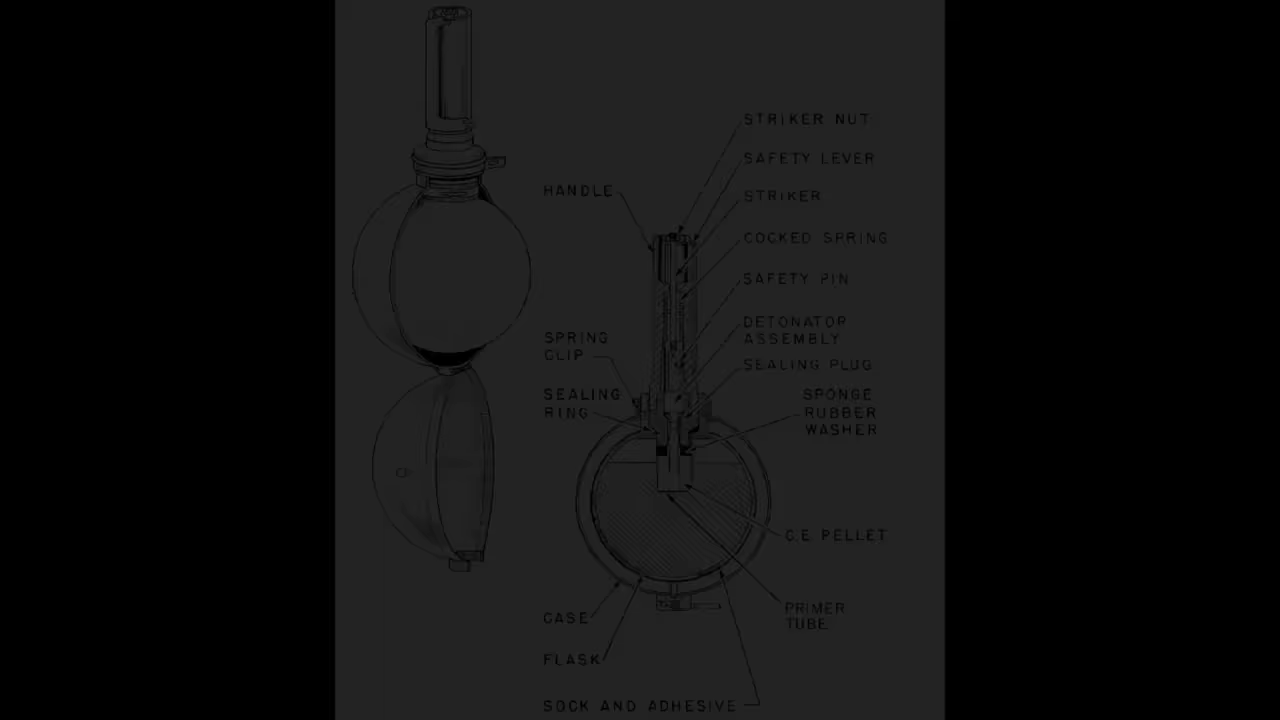 STRIKER NUT
SAFETY LEVER
HANDLE
STRIKER
COCKED SPRING
SAFETY PIN
DETONATOR
ASSEMBLY
SPRING
CLIP
SEALING PLUG
SEALING
RING
SPONGE
RUBBER
WASHER
C.E. PELLET
PRIMER
TUBE
CASE
FLASK
SOCK AND ADHESIVE